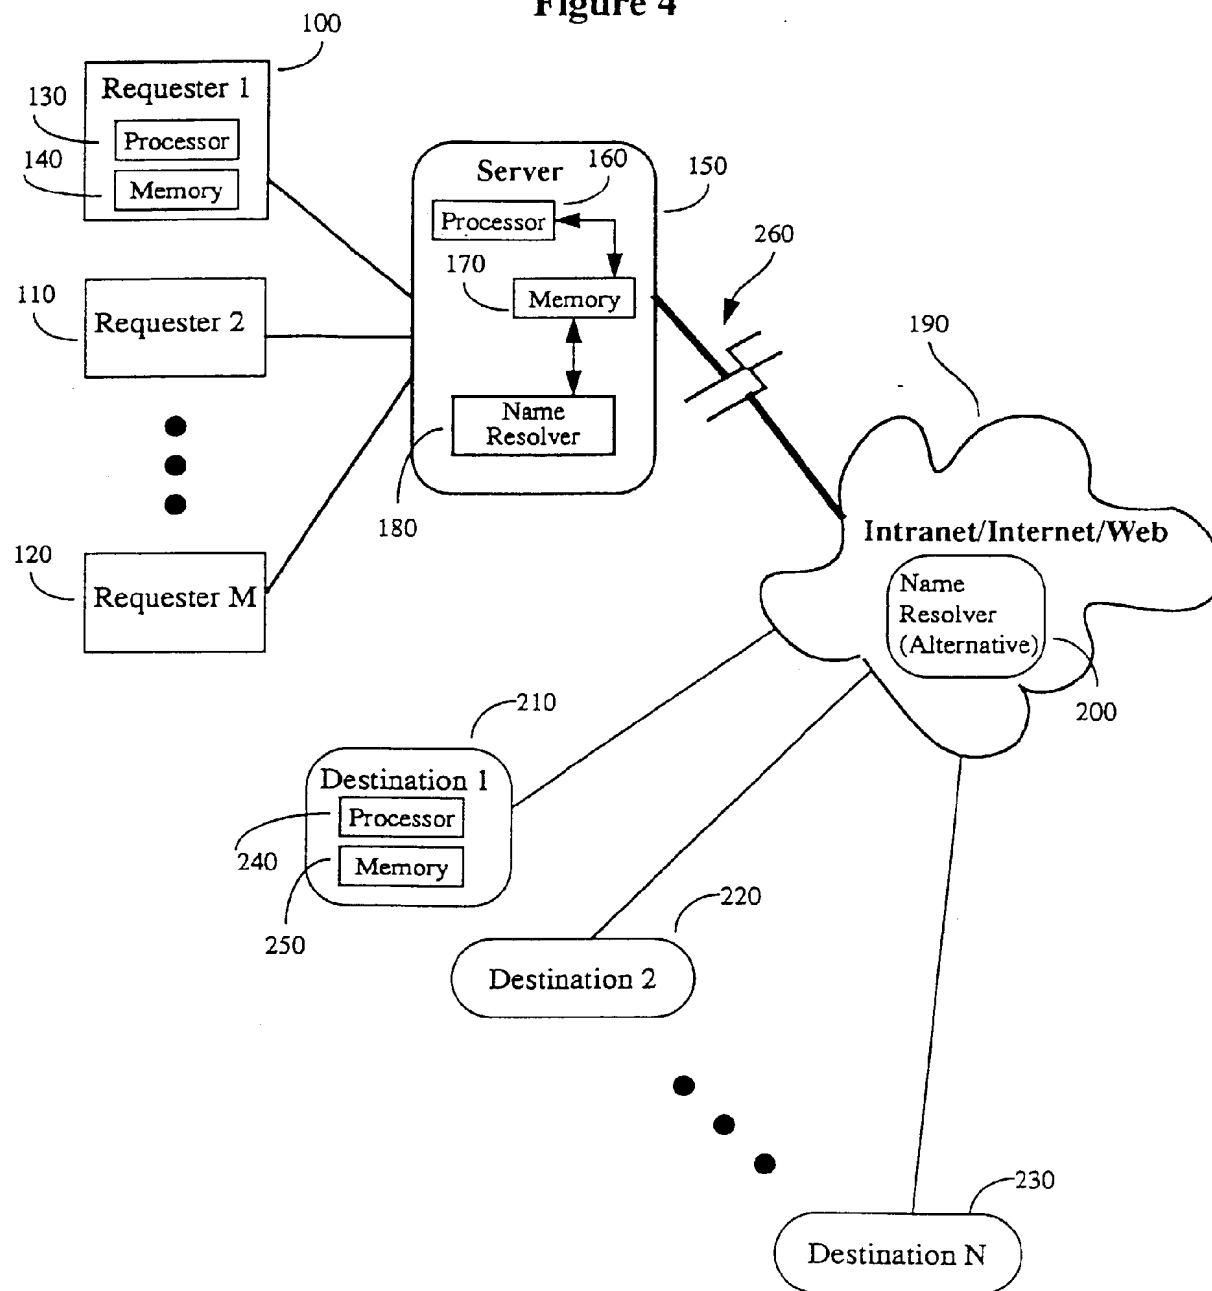 Figure 4
100
Requester 1
130
Processor
140
Memory
110
Requester 2
120
Requester M
Server
160
150
Processor
170
Memory
Name
Resolver
180
260
190
Intranet/Internet/Web
Name
Resolver
(Alternative)
200
210
Destination 1
Processor
240
Memory
250
220
Destination 2
230
Destination N